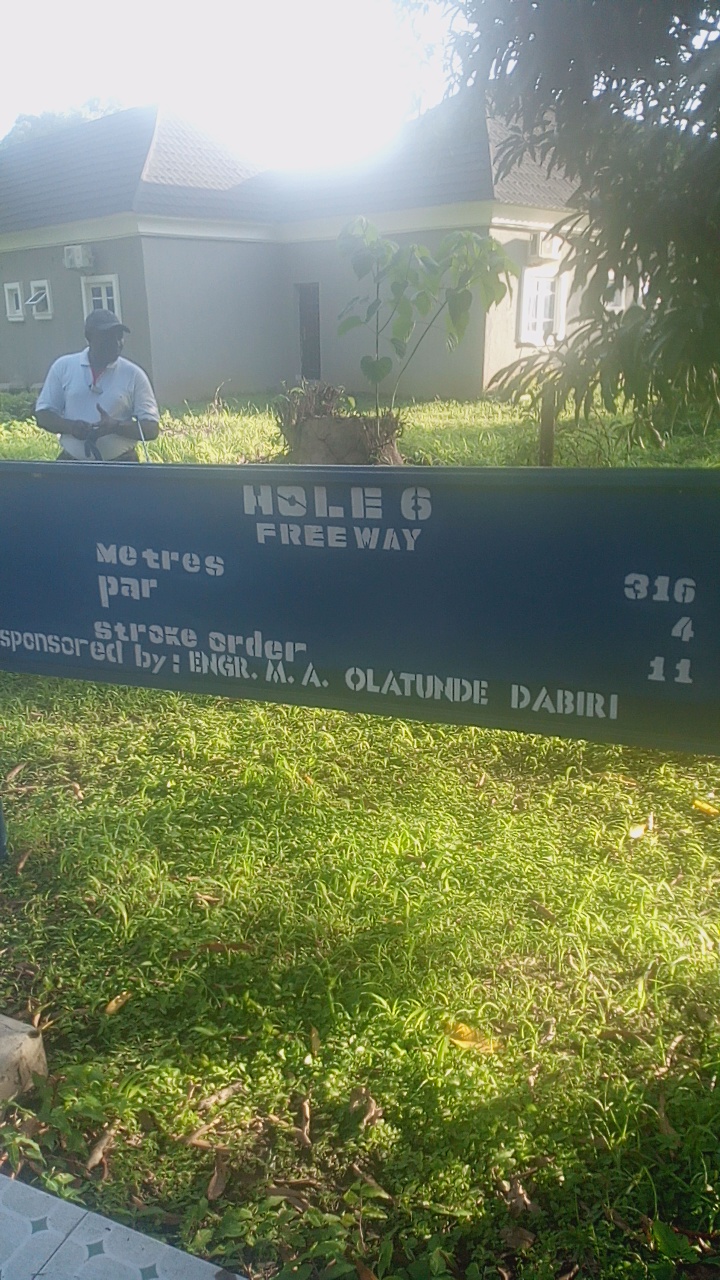 HOLE 6
FREEWAY
Metres 316
par 4
stroke order 11
sponsored by: ENGR. M. A. OLATUNDE DABIRI